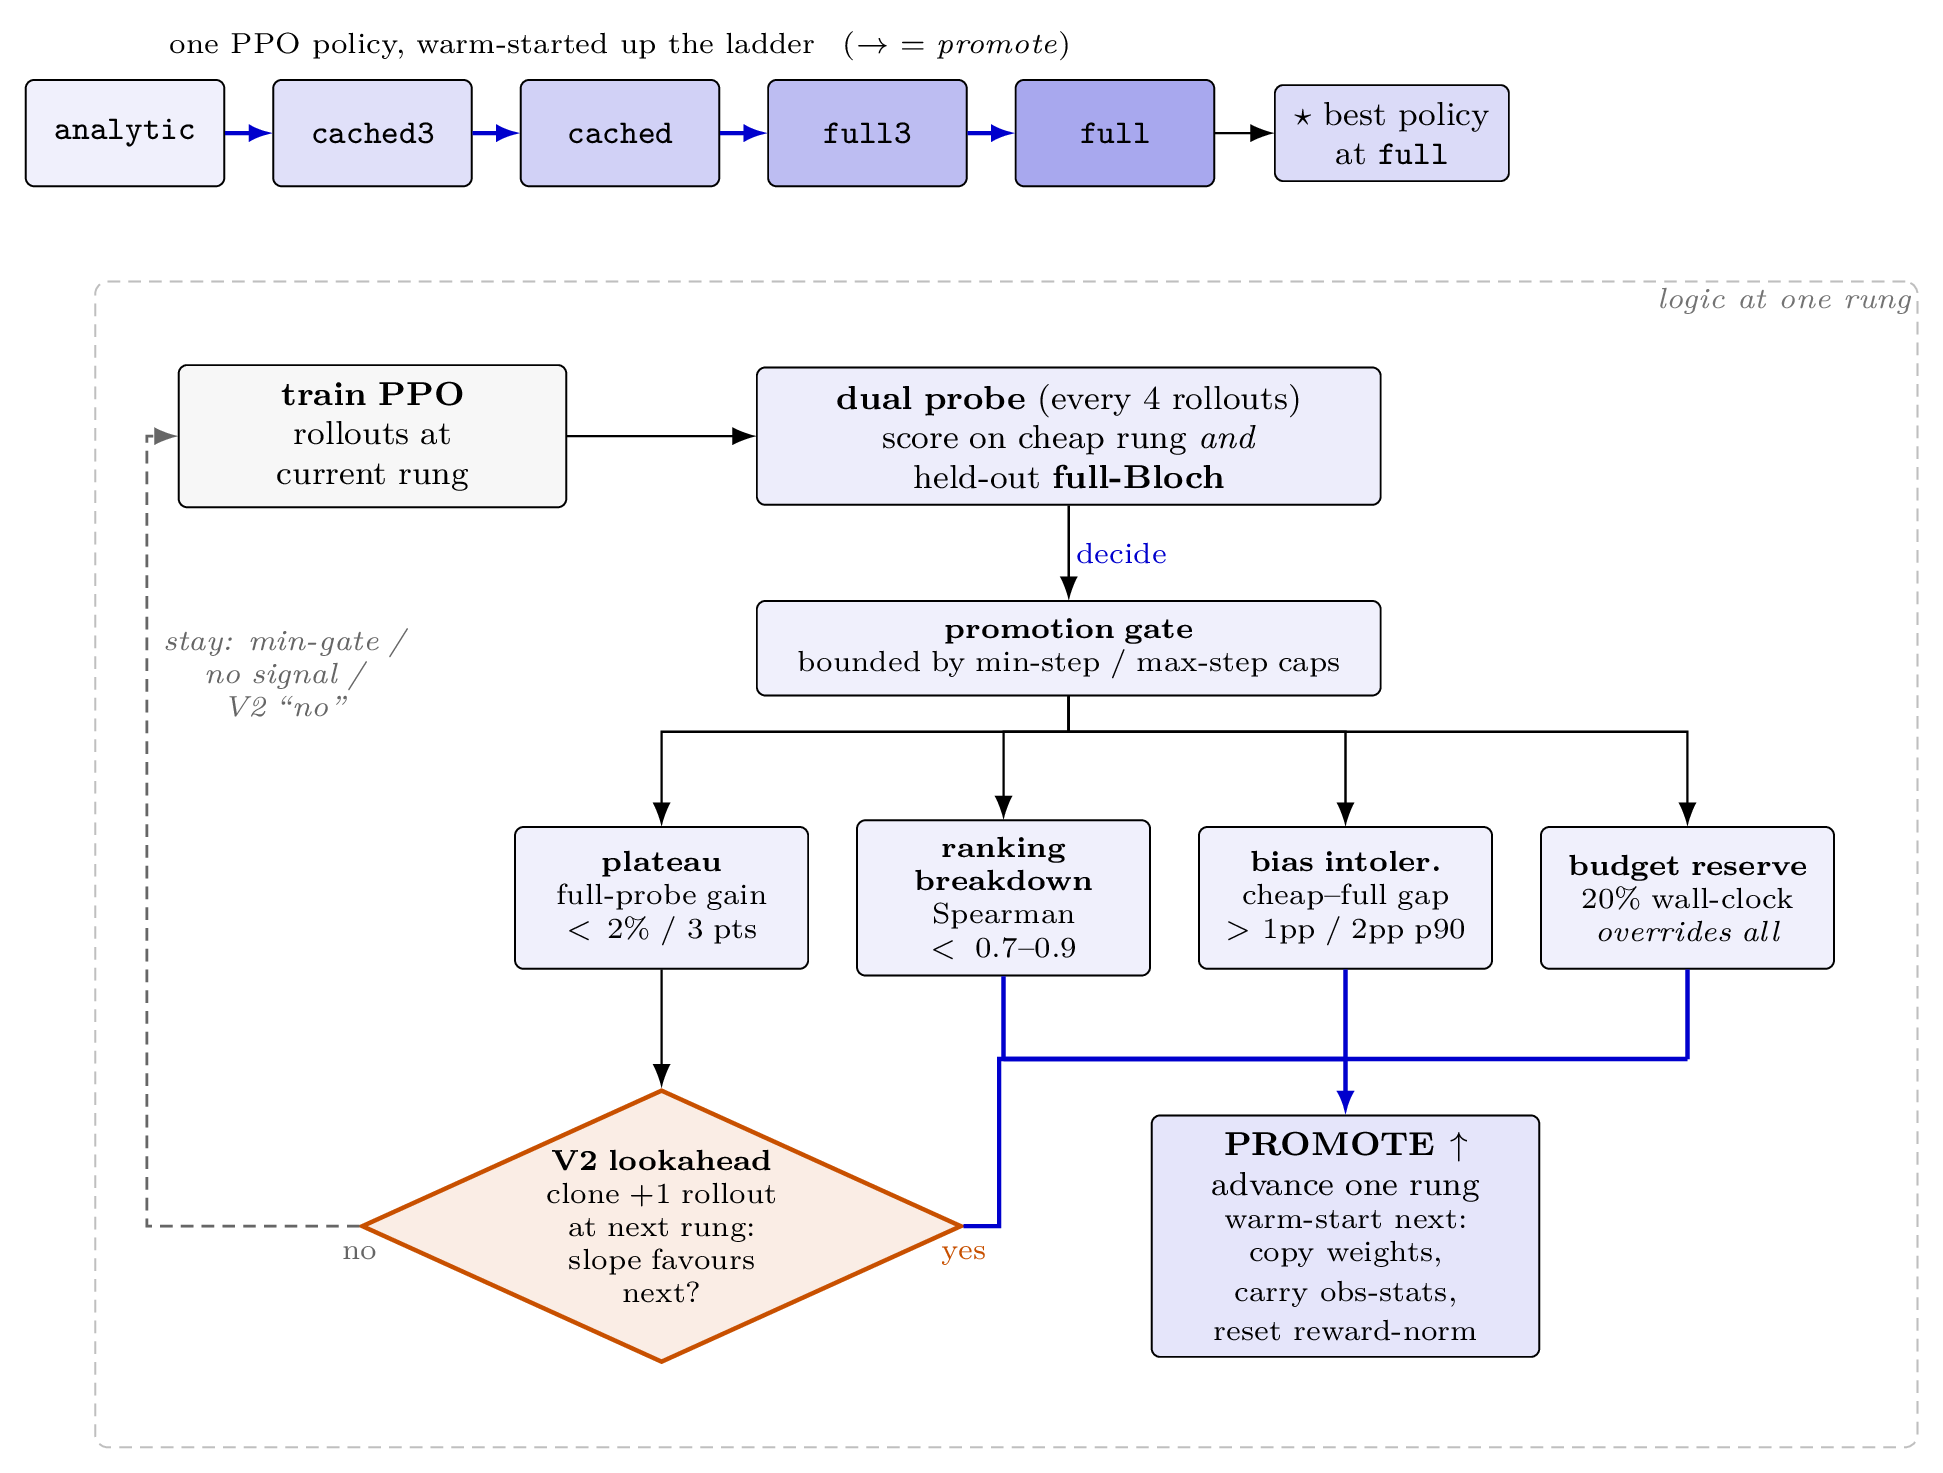 one PPO policy, warm-started up the ladder (→ = promote)
analytic
cached3
cached
full3
full
⋆ best policy
at full
logic at one rung
train PPO
rollouts at
current rung
dual probe (every 4 rollouts)
score on cheap rung and
held-out full-Bloch
decide
promotion gate
bounded by min-step / max-step caps
stay: min-gate /
no signal /
V2 “no”
plateau
full-probe gain
< 2% / 3 pts
ranking
breakdown
Spearman
< 0.7–0.9
bias intoler.
cheap–full gap
> 1pp / 2pp p90
budget reserve
20% wall-clock
overrides all
V2 lookahead
clone +1 rollout
at next rung:
slope favours
next?
no
yes
PROMOTE ↑
advance one rung
warm-start next:
copy weights,
carry obs-stats,
reset reward-norm